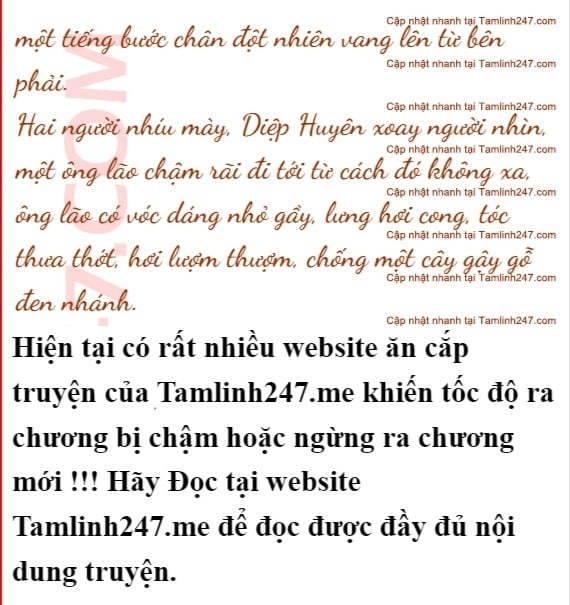 Cập nhật nhanh tại Tamlinh247.com
một tiếng bước chân đột nhiên vang lên từ bên
Cập nhật nhanh tại Tamlinh247.com
phải.
Cập nhật nhanh tại Tamlinh247.com
Hai người nhíu mày, Diệp Huyên xoay người nhìn,
Cập nhật nhanh tại Tamlinh247.com
một ông lão chậm rãi đi tới từ cách đó không xa,
Cập nhật nhanh tại Tamlinh247.com
ông lão có vóc dáng nhỏ gầy, lưng hơi cong, tóc
Cập nhật nhanh tại Tamlinh247.com
thưa thớt, hơi lượm thượm, chống một cây gậy gỗ
Cập nhật nhanh tại Tamlinh247.com
đen nhánh.
Cập nhật nhanh tại Tamlinh247.com
7.COM
Hiện tại có rất nhiều website ăn cắp
truyện của Tamlinh247.me khiến tốc độ ra
chương bị chậm hoặc ngừng ra chương
mới !!! Hãy Đọc tại website
Tamlinh247.me để đọc được đầy đủ nội
dung truyện.